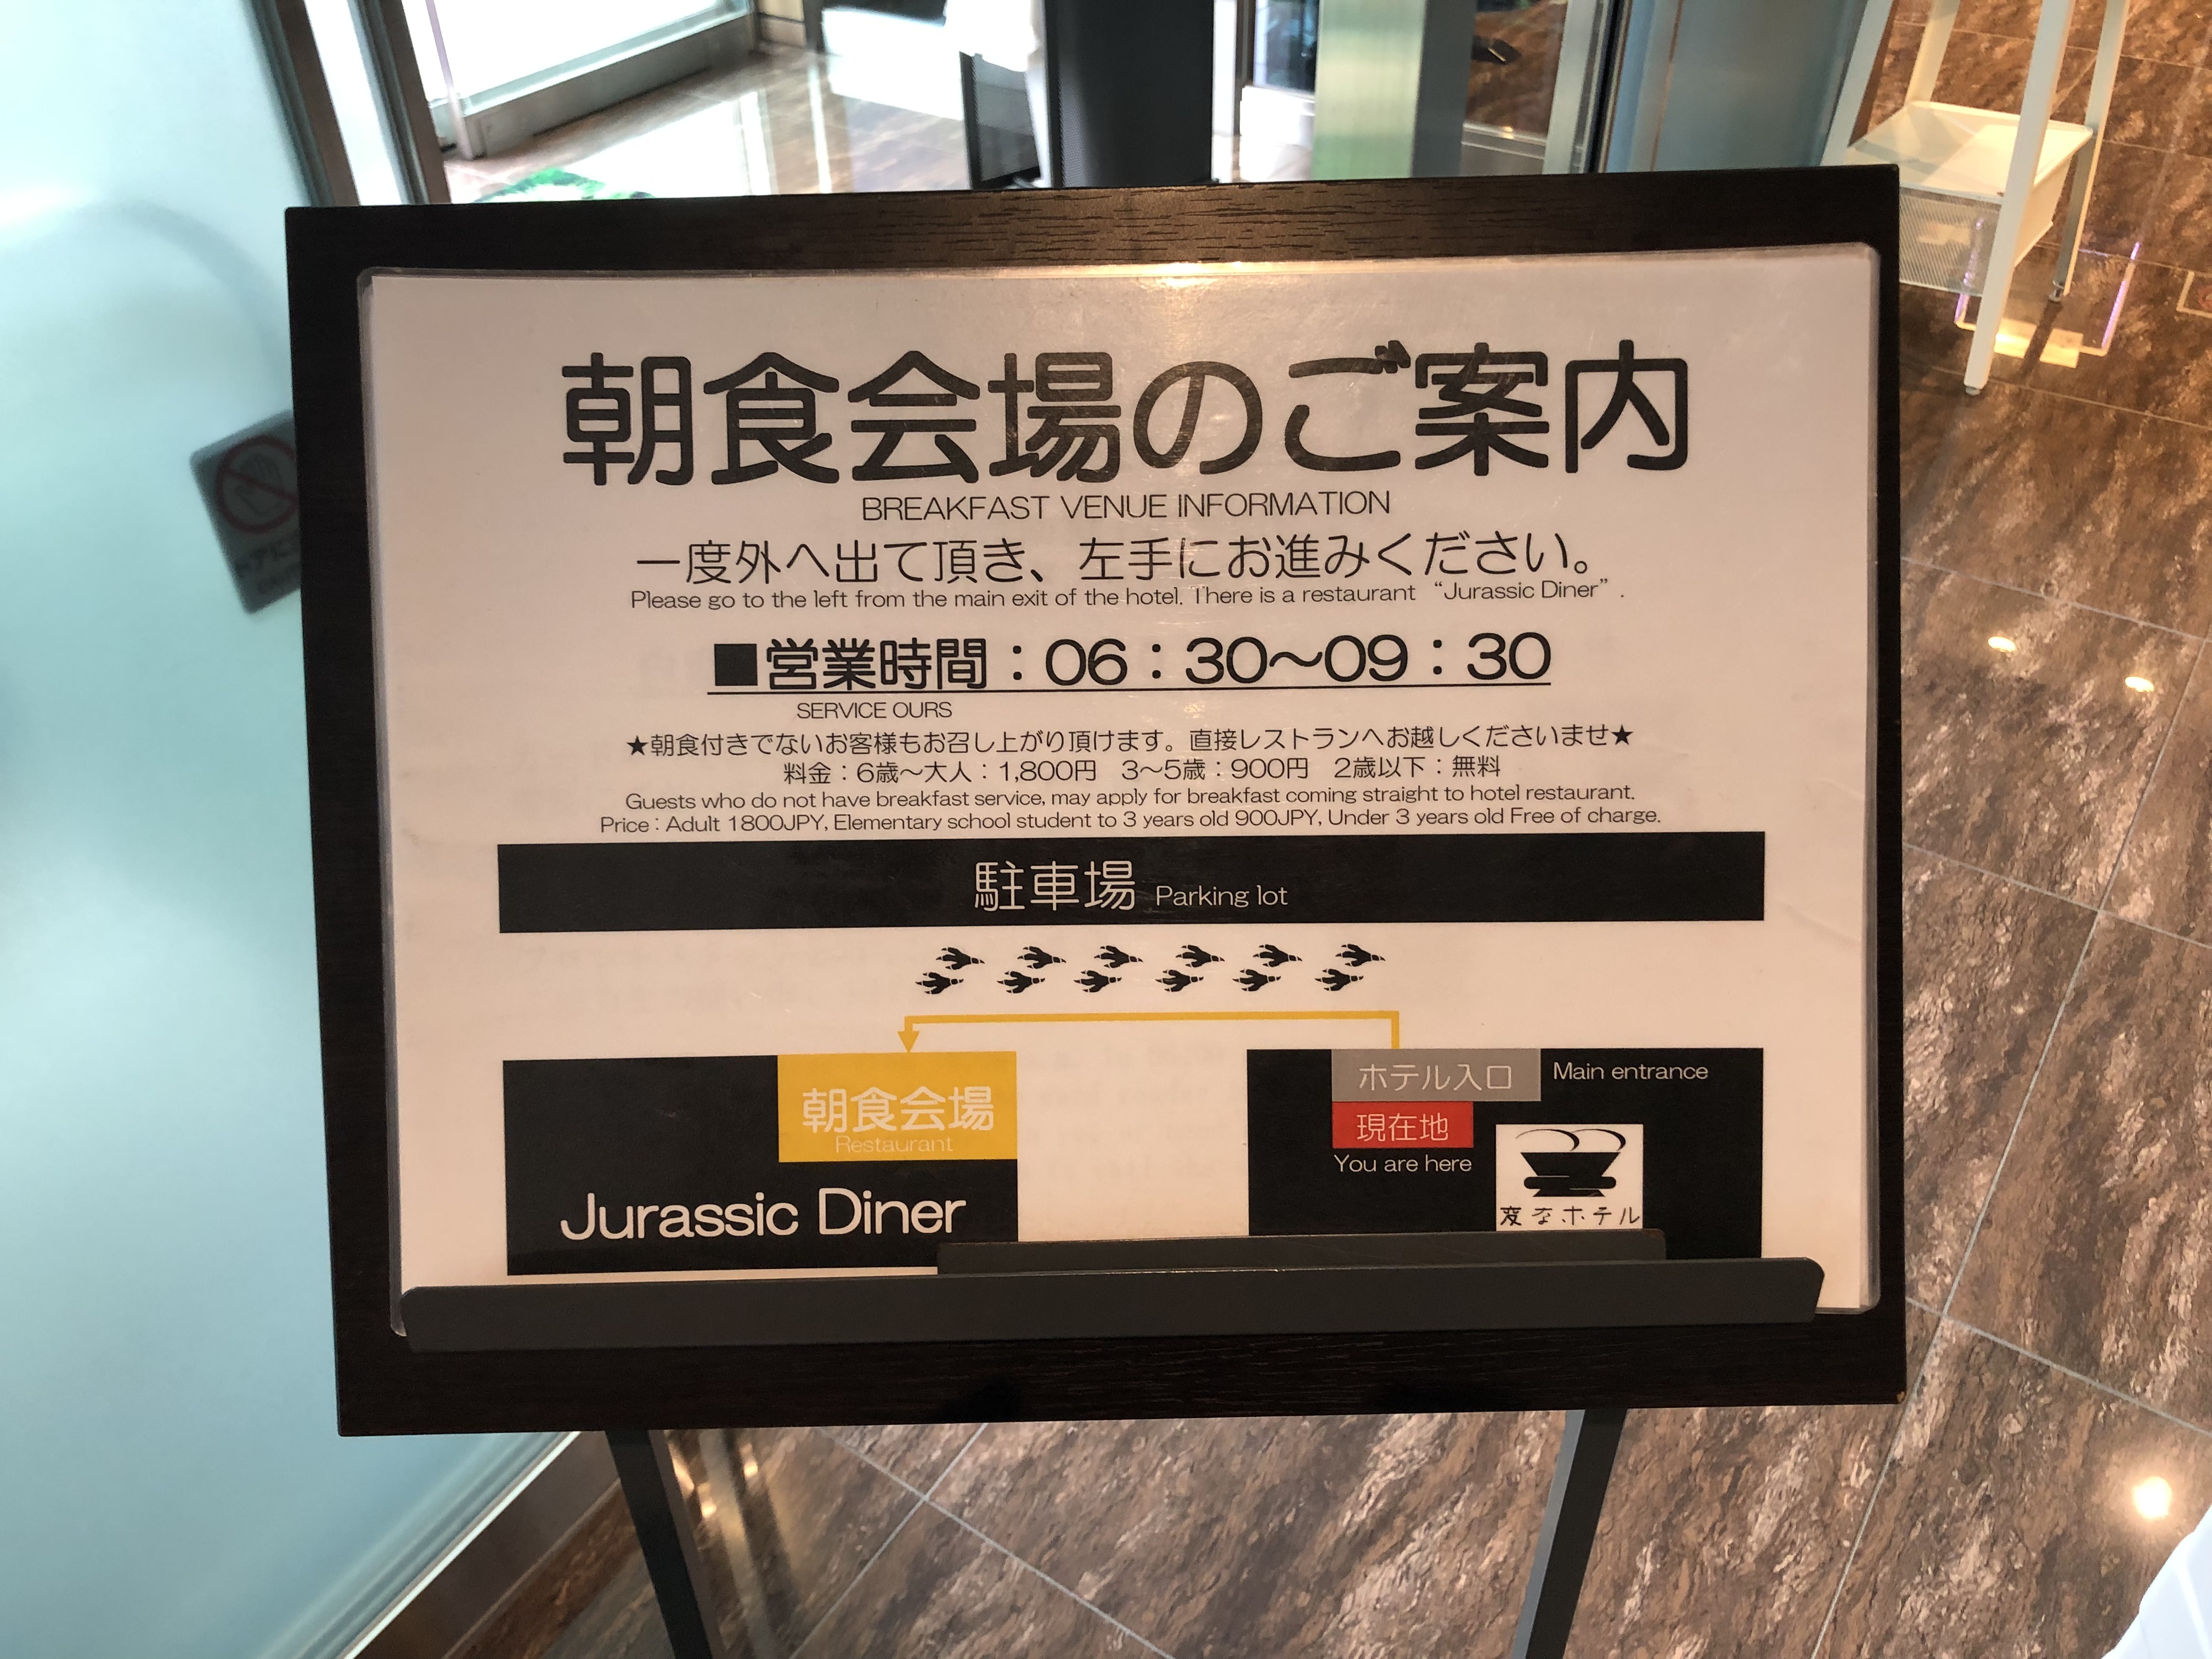 朝食会場のご案内
BREAKFAST VENUE INFORMATION
一度外へ出て頂き、左手にお進みください。
Please go to the left from the main exit of the hotel. There is a restaurant “Jurassic Diner”.
■営業時間：06：30～09：30
SERVICE OURS
★朝食付きでないお客様もお召し上がり頂けます。直接レストランへお越しくださいませ★
料金：6歳～大人：1,800円　3～5歳：900円　2歳以下：無料
Guests who do not have breakfast service, may apply for breakfast coming straight to hotel restaurant.
Price : Adult 1800JPY, Elementary school student to 3 years old 900JPY, Under 3 years old Free of charge.
駐車場 Parking lot
朝食会場
Restaurant
Jurassic Diner
ホテル入口 Main entrance
現在地
You are here
変なホテル